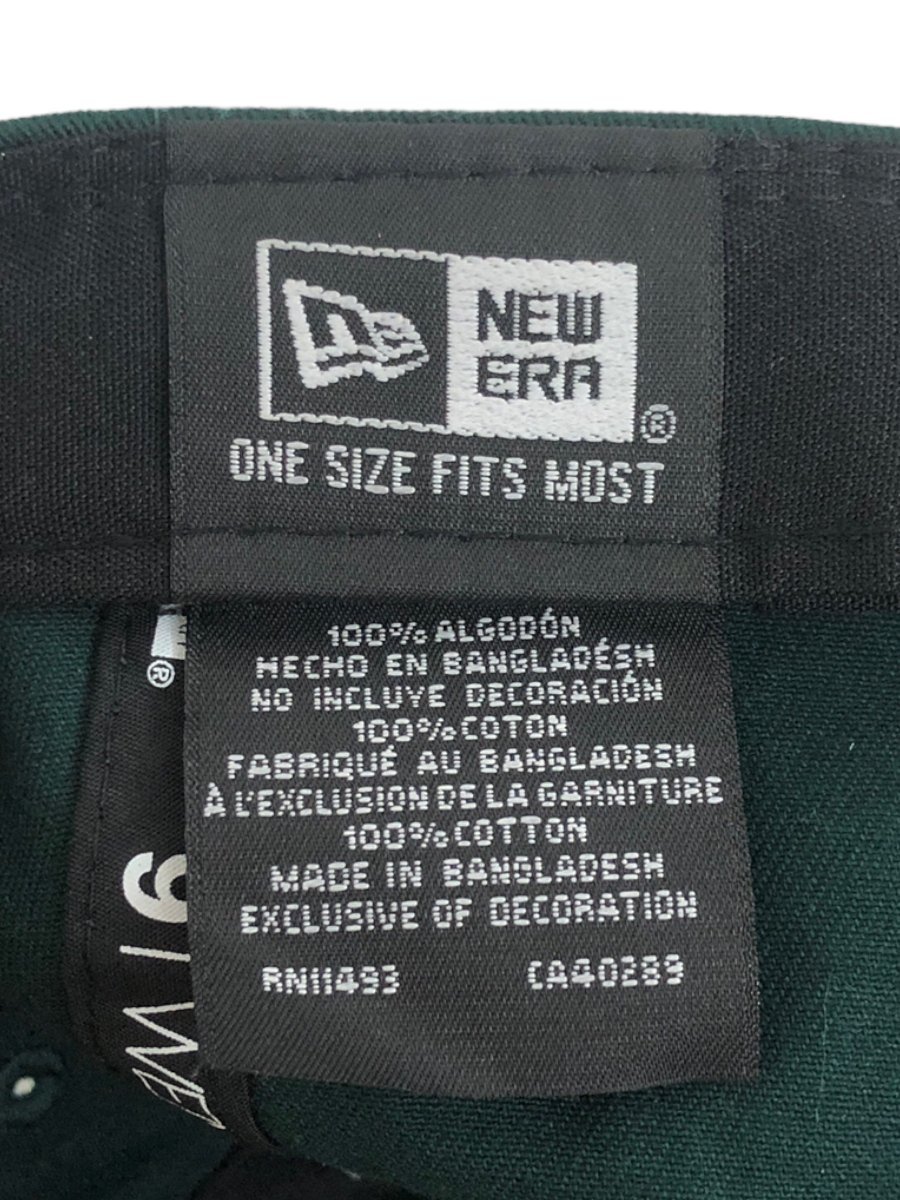 NEW
ERA
®
ONE SIZE FITS MOST
100% ALGODÓN
HECHO EN BANGLADÉSH
NO INCLUYE DECORACIÓN
100% COTON
FABRIQUÉ AU BANGLADESH
À L'EXCLUSION DE LA GARNITURE
100% COTTON
MADE IN BANGLADESH
EXCLUSIVE OF DECORATION
RN11493 CA40289
®